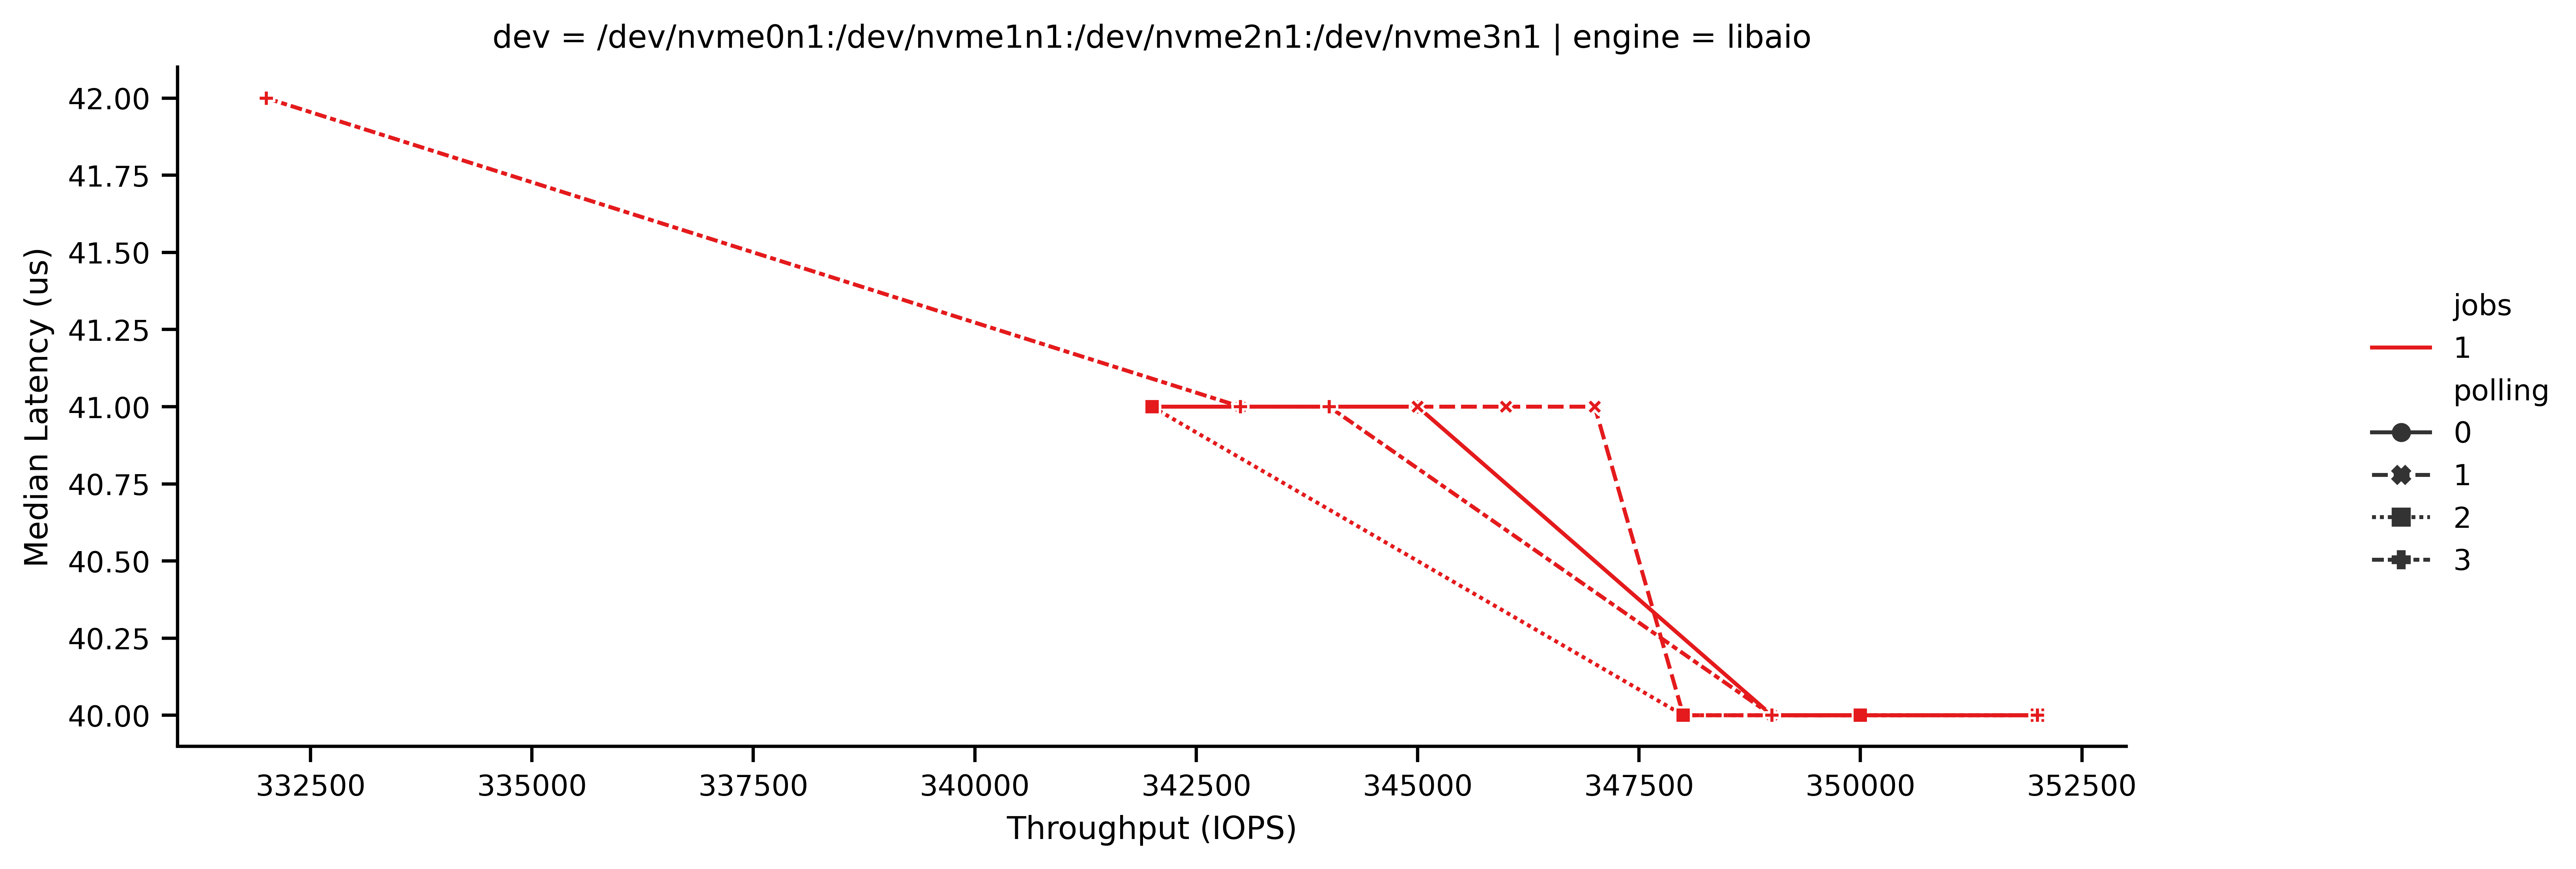 dev = /dev/nvme0n1:/dev/nvme1n1:/dev/nvme2n1:/dev/nvme3n1 | engine = libaio
Median Latency (us)
42.00
41.75
41.50
41.25
41.00
40.75
40.50
40.25
40.00
332500 335000 337500 340000 342500 345000 347500 350000 352500
Throughput (IOPS)
jobs
1
polling
0
1
2
3